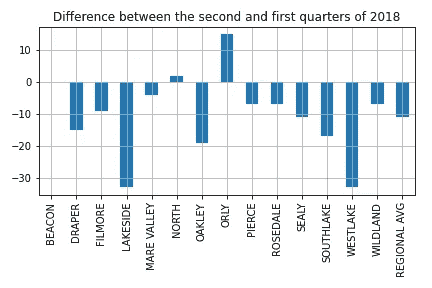 Difference between the second and first quarters of 2018
10
0
−10
−20
−30
BEACON
DRAPER
FILMORE
LAKESIDE
MARE VALLEY
NORTH
OAKLEY
ORLY
PIERCE
ROSEDALE
SEALY
SOUTHLAKE
WESTLAKE
WILDLAND
REGIONAL AVG